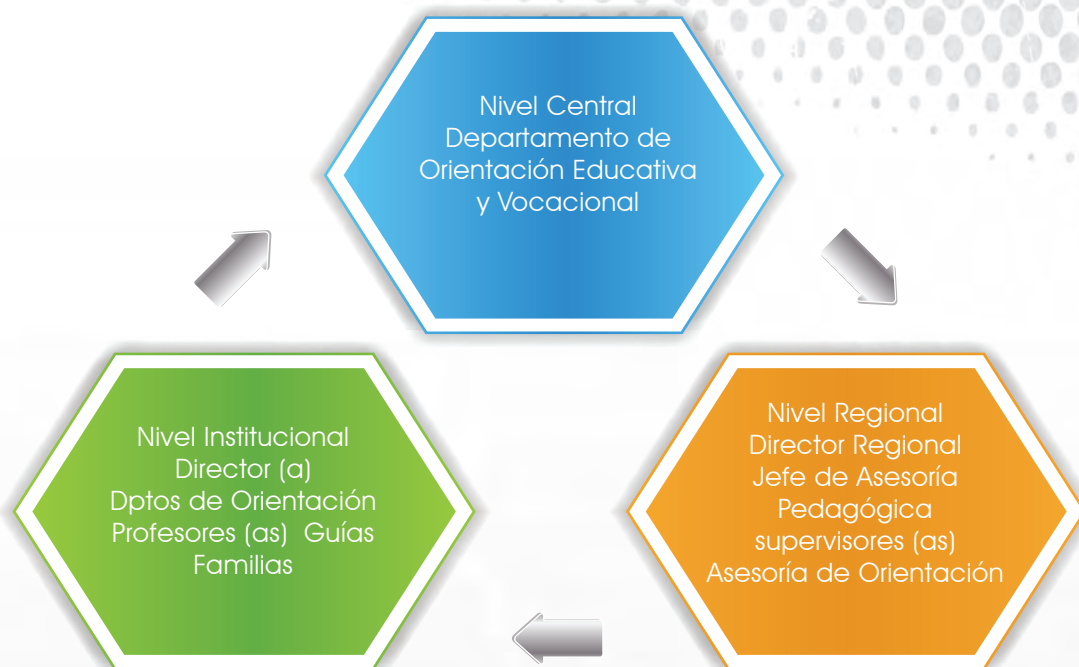 Nivel Central
Departamento de
Orientación Educativa
y Vocacional
Nivel Institucional
Director (a)
Dptos de Orientación
Profesores (as) Guías
Familias
Nivel Regional
Director Regional
Jefe de Asesoría
Pedagógica
supervisores (as)
Asesoría de Orientación